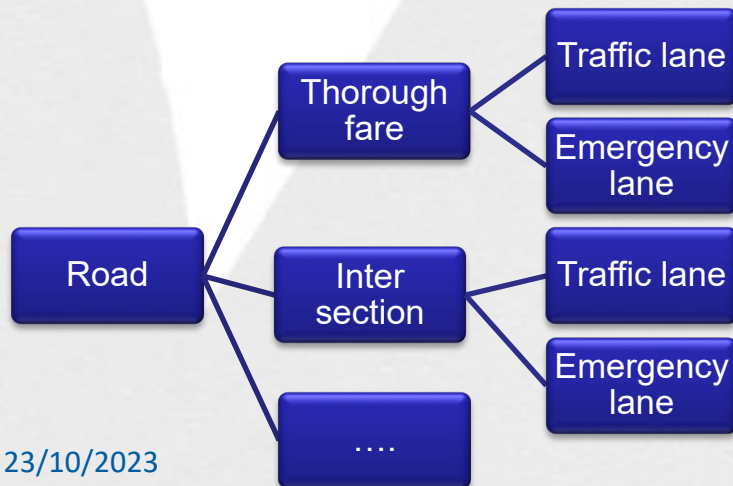 Road
Thorough
fare
Inter
section
....
Traffic lane
Emergency
lane
Traffic lane
Emergency
lane
23/10/2023